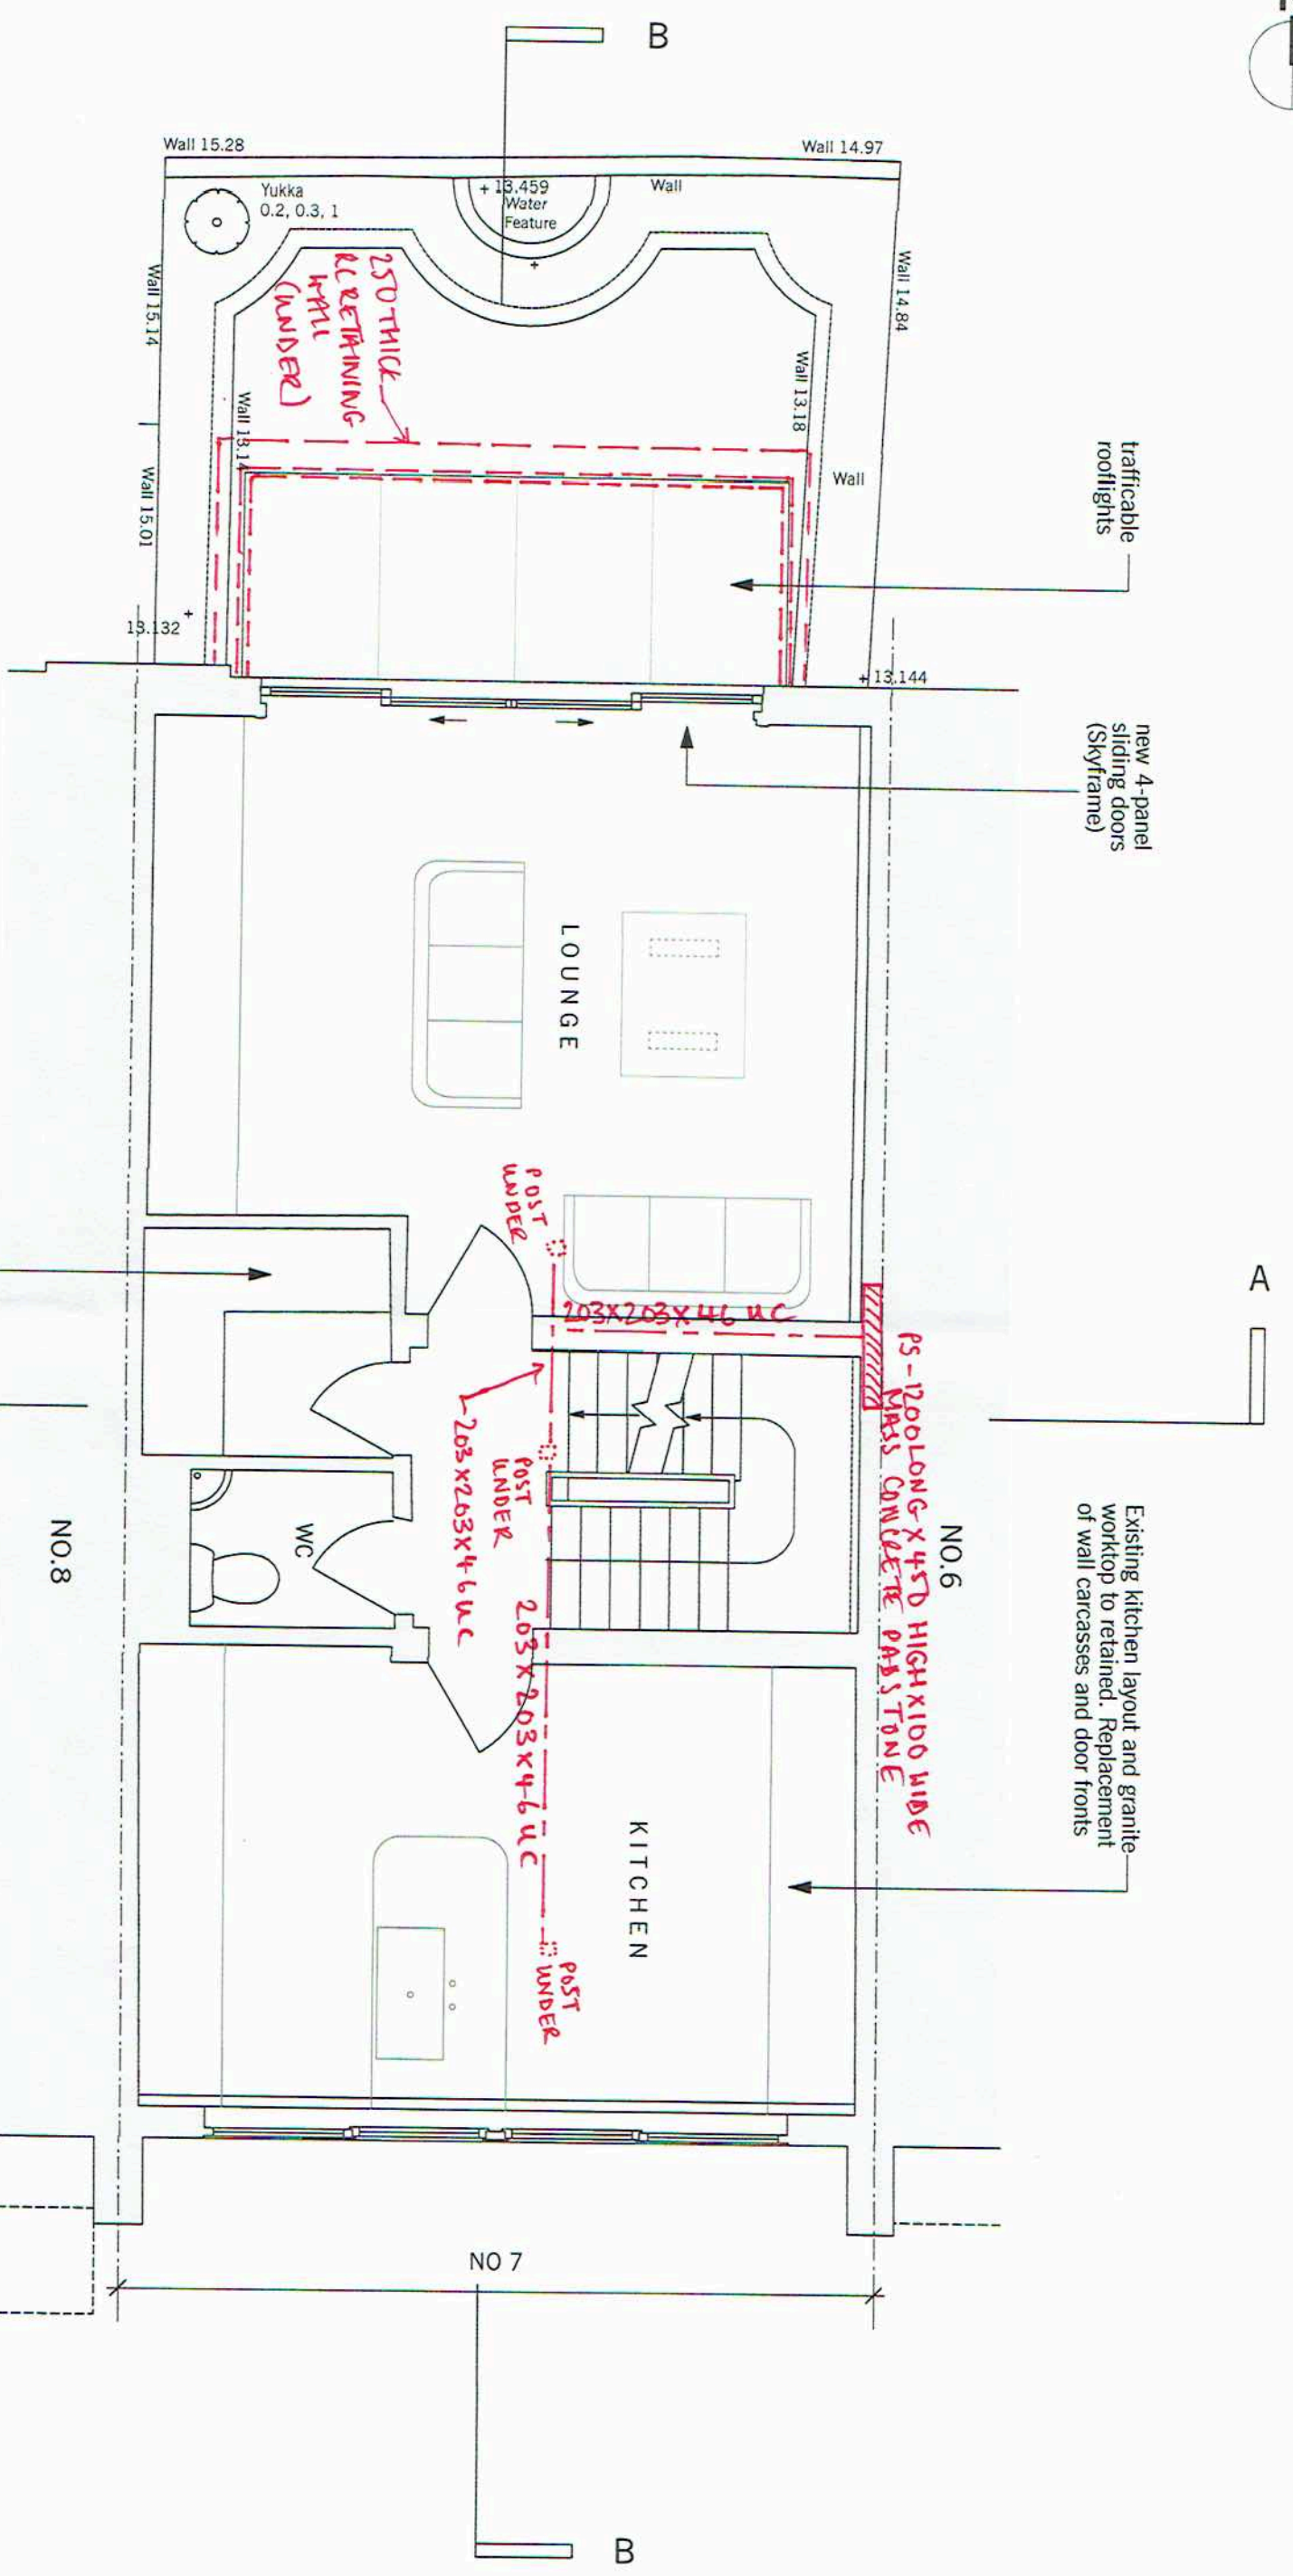 B
Wall 15.28
Wall 14.97
Yukka
0.2, 0.3, 1
+ 13.459
Water
Feature
Wall
Wall 15.14
Wall 14.84
250 THICK
RC RETAINING
WALL
(UNDER)
Wall 13.18
Wall 13.14
Wall 15.01
Wall
trafficable
rooflights
13.132
+ 13.144
new 4-panel
sliding doors
(Skyframe)
LOUNGE
POST
UNDER
203X203X46 UC
A
PS-1200 LONG X 450 HIGH X 100 WIDE
MASS CONCRETE PADSTONE
203X203X46 UC
POST
UNDER
NO.8
WC
NO.6
Existing kitchen layout and granite
worktop to retained. Replacement
of wall carcasses and door fronts
203X203X46 UC
KITCHEN
POST
UNDER
NO 7
B